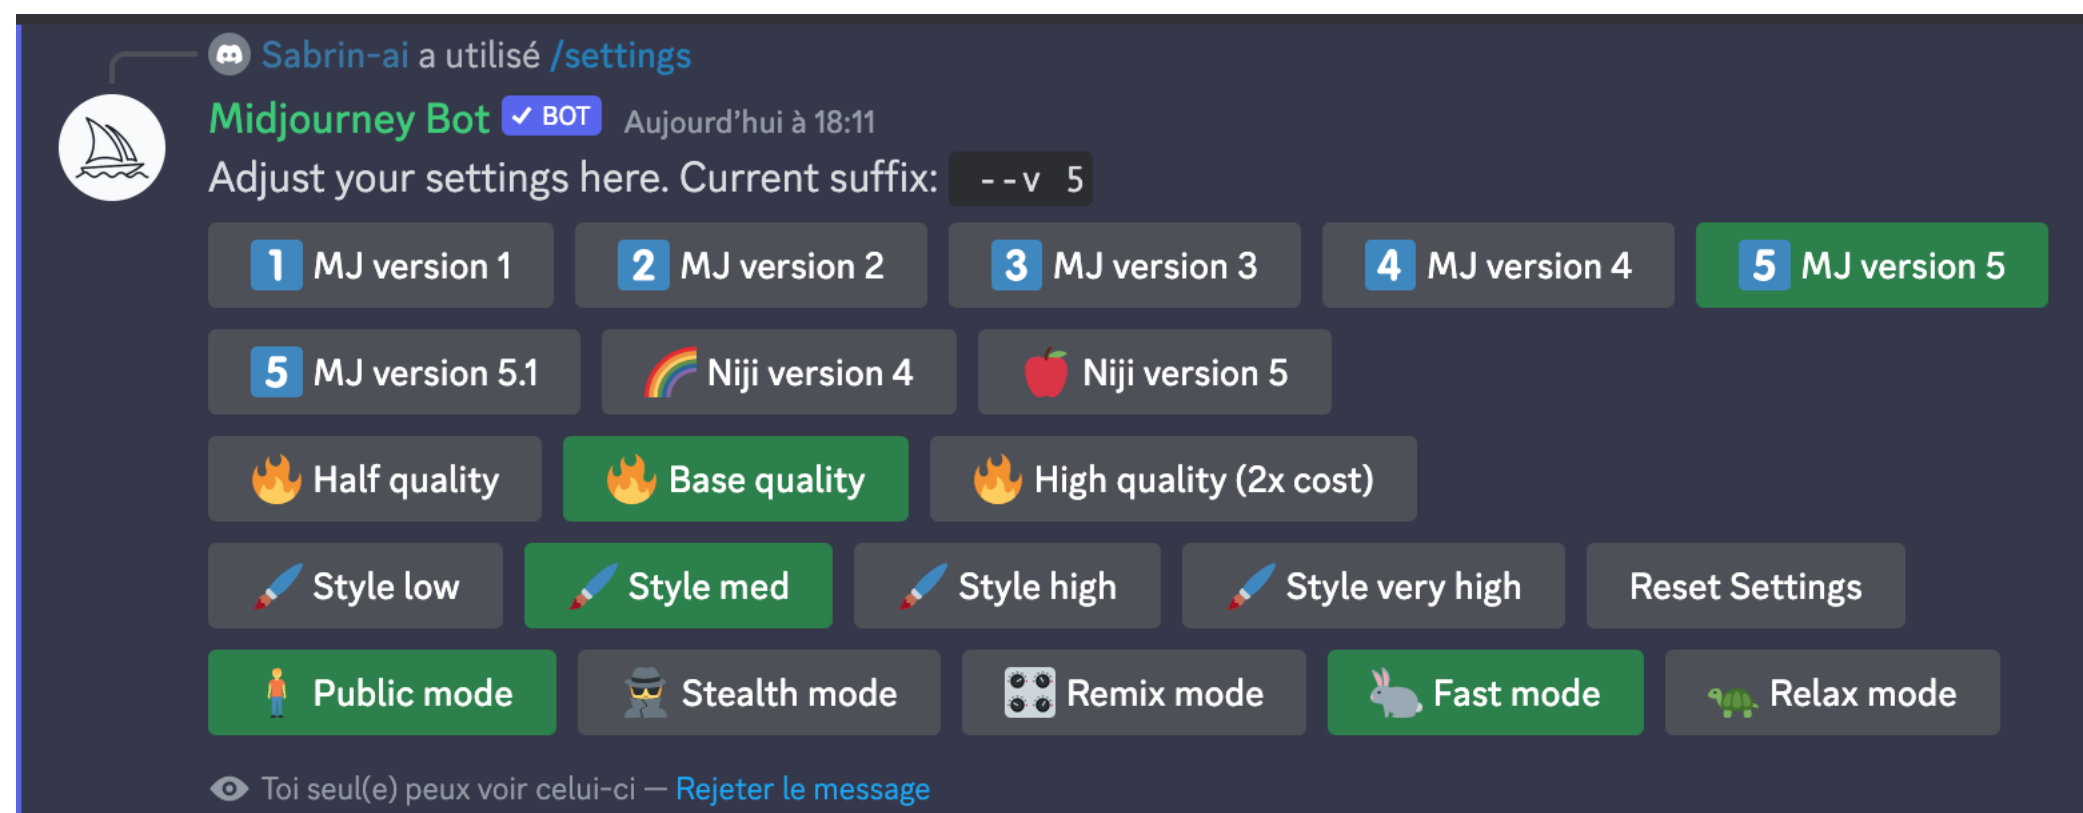 Sabrin-ai a utilisé /settings
Midjourney Bot ✓ BOT Aujourd'hui à 18:11
Adjust your settings here. Current suffix: --v 5
1 MJ version 1 2 MJ version 2 3 MJ version 3 4 MJ version 4 5 MJ version 5
5 MJ version 5.1 Niji version 4 Niji version 5
Half quality Base quality High quality (2x cost)
Style low Style med Style high Style very high Reset Settings
Public mode Stealth mode Remix mode Fast mode Relax mode
Toi seul(e) peux voir celui-ci — Rejeter le message